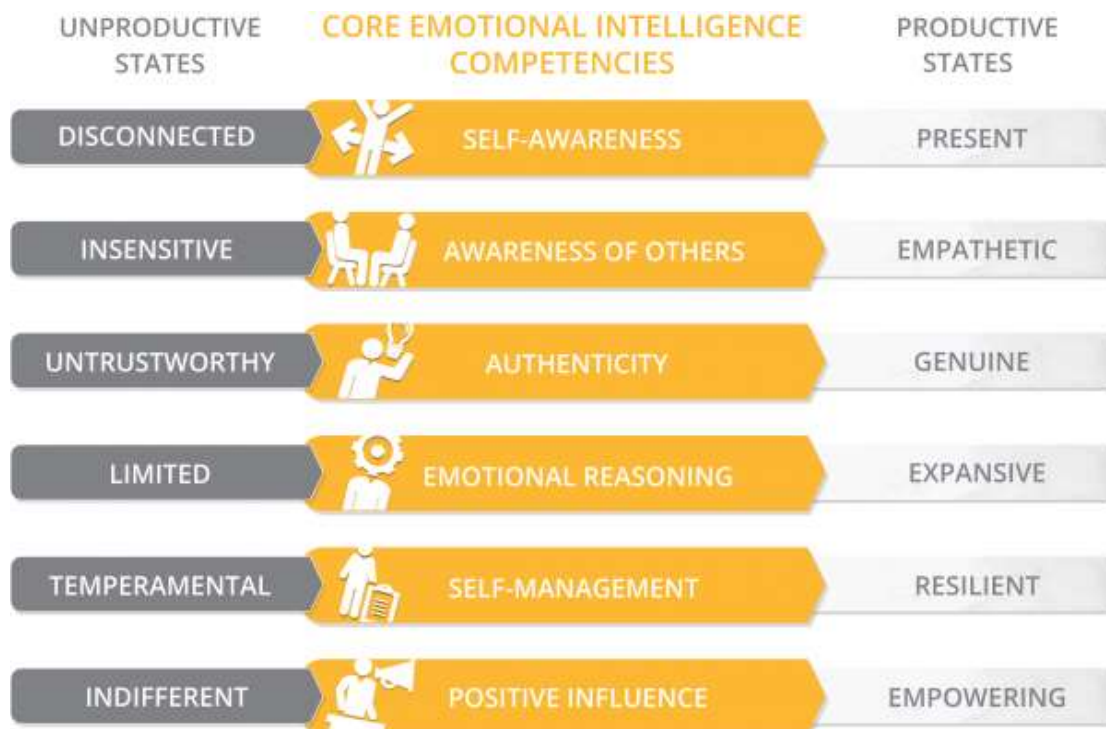 UNPRODUCTIVE
STATES
CORE EMOTIONAL INTELLIGENCE
COMPETENCIES
PRODUCTIVE
STATES
DISCONNECTED
SELF-AWARENESS
PRESENT
INSENSITIVE
AWARENESS OF OTHERS
EMPATHETIC
UNTRUSTWORTHY
AUTHENTICITY
GENUINE
LIMITED
EMOTIONAL REASONING
EXPANSIVE
TEMPERAMENTAL
SELF-MANAGEMENT
RESILIENT
INDIFFERENT
POSITIVE INFLUENCE
EMPOWERING